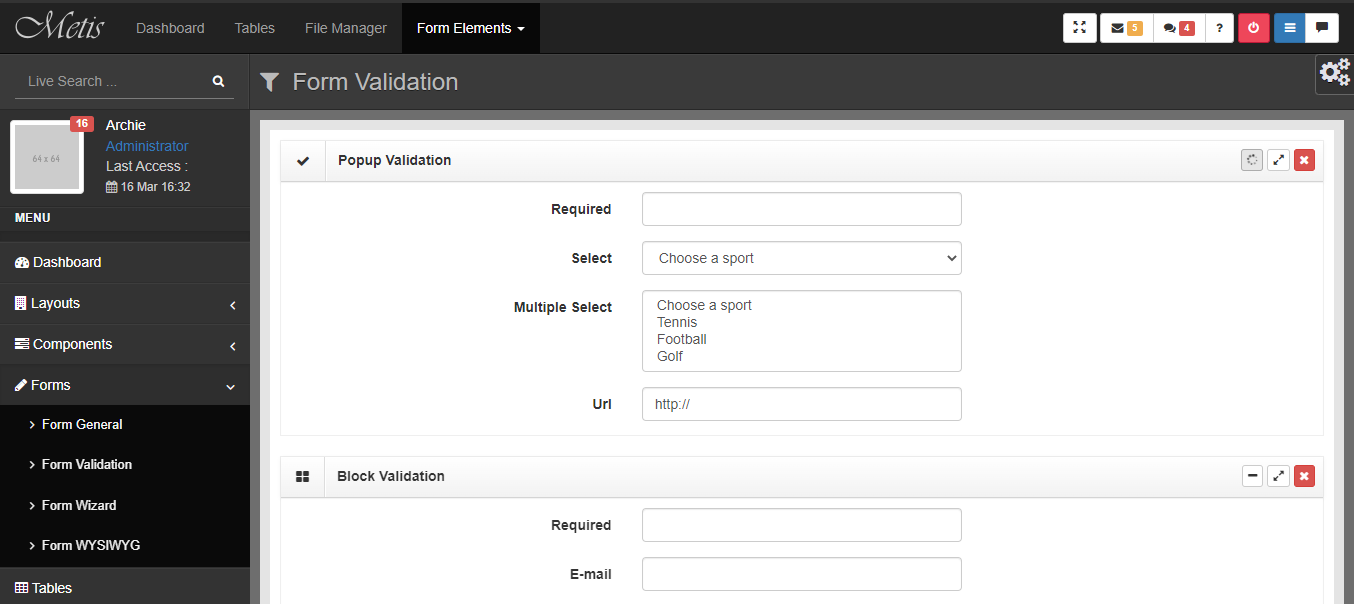 Metis
Dashboard
Tables
File Manager
Form Elements
5
4
?
Live Search ...
Form Validation
64 x 64
16
Archie
Administrator
Last Access :
16 Mar 16:32
MENU
Dashboard
Layouts
Components
Forms
Form General
Form Validation
Form Wizard
Form WYSIWYG
Tables
Popup Validation
Required
Select
Choose a sport
Multiple Select
Choose a sport
Tennis
Football
Golf
Url
http://
Block Validation
Required
E-mail